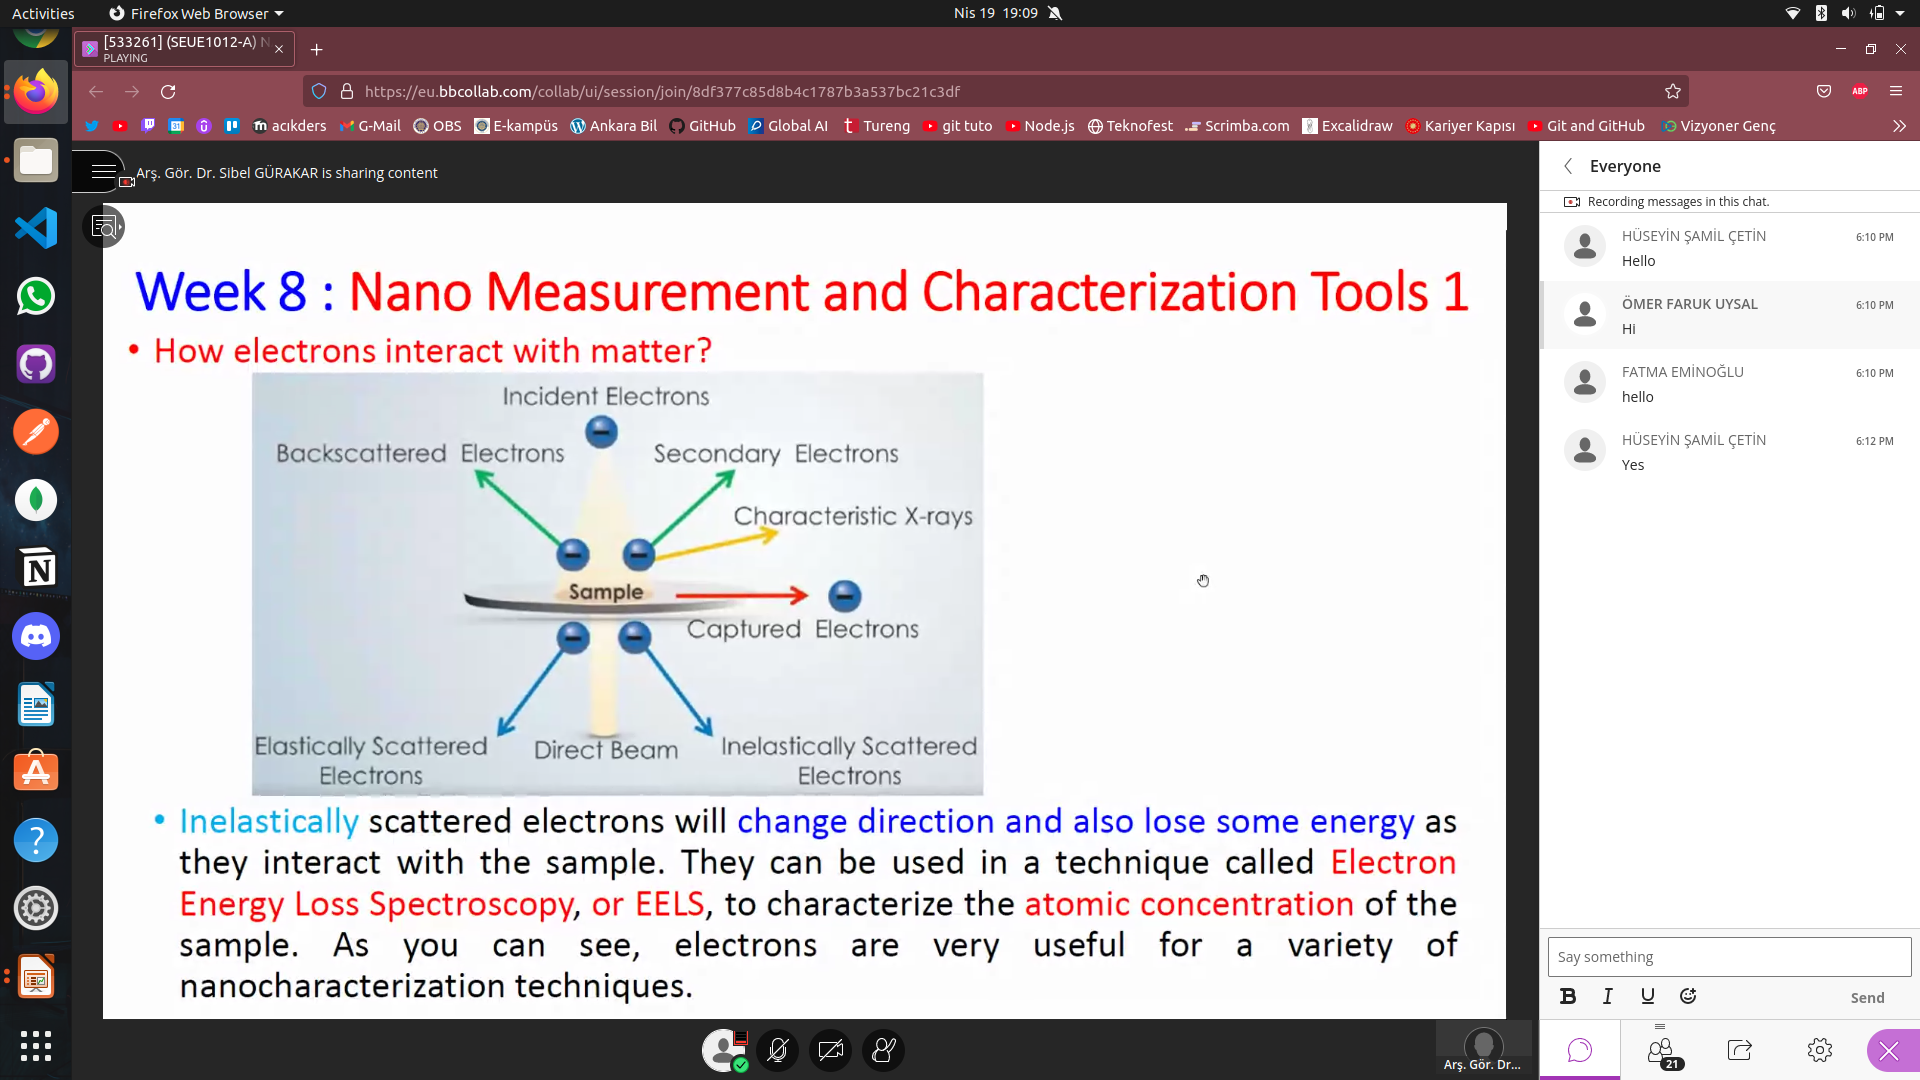 Activities
Firefox Web Browser
Nis 19 19:09
[533261] (SEUE1012-A) N
PLAYING
https://eu.bbcollab.com/collab/ui/session/join/8df377c85d8b4c1787b3a537bc21c3df
ABP
31
acıkders
G-Mail
OBS
E-kampüs
Ankara Bil
GitHub
Global AI
Tureng
git tuto
Node.js
Teknofest
Scrimba.com
Excalidraw
Kariyer Kapısı
Git and GitHub
Vizyoner Genç
Arş. Gör. Dr. Sibel GÜRAKAR is sharing content
Week 8 : Nano Measurement and Characterization Tools 1
• How electrons interact with matter?
Incident Electrons
Backscattered Electrons
Secondary Electrons
Characteristic X-rays
Sample
Captured Electrons
Elastically Scattered
Electrons
Direct Beam
Inelastically Scattered
Electrons
• Inelastically scattered electrons will change direction and also lose some energy as
they interact with the sample. They can be used in a technique called Electron
Energy Loss Spectroscopy, or EELS, to characterize the atomic concentration of the
sample. As you can see, electrons are very useful for a variety of
nanocharacterization techniques.
Arş. Gör. Dr...
Everyone
Recording messages in this chat.
HÜSEYİN ŞAMİL ÇETİN
6:10 PM
Hello
ÖMER FARUK UYSAL
6:10 PM
Hi
FATMA EMİNOĞLU
6:10 PM
hello
HÜSEYİN ŞAMİL ÇETİN
6:12 PM
Yes
Say something
B I U
Send
21